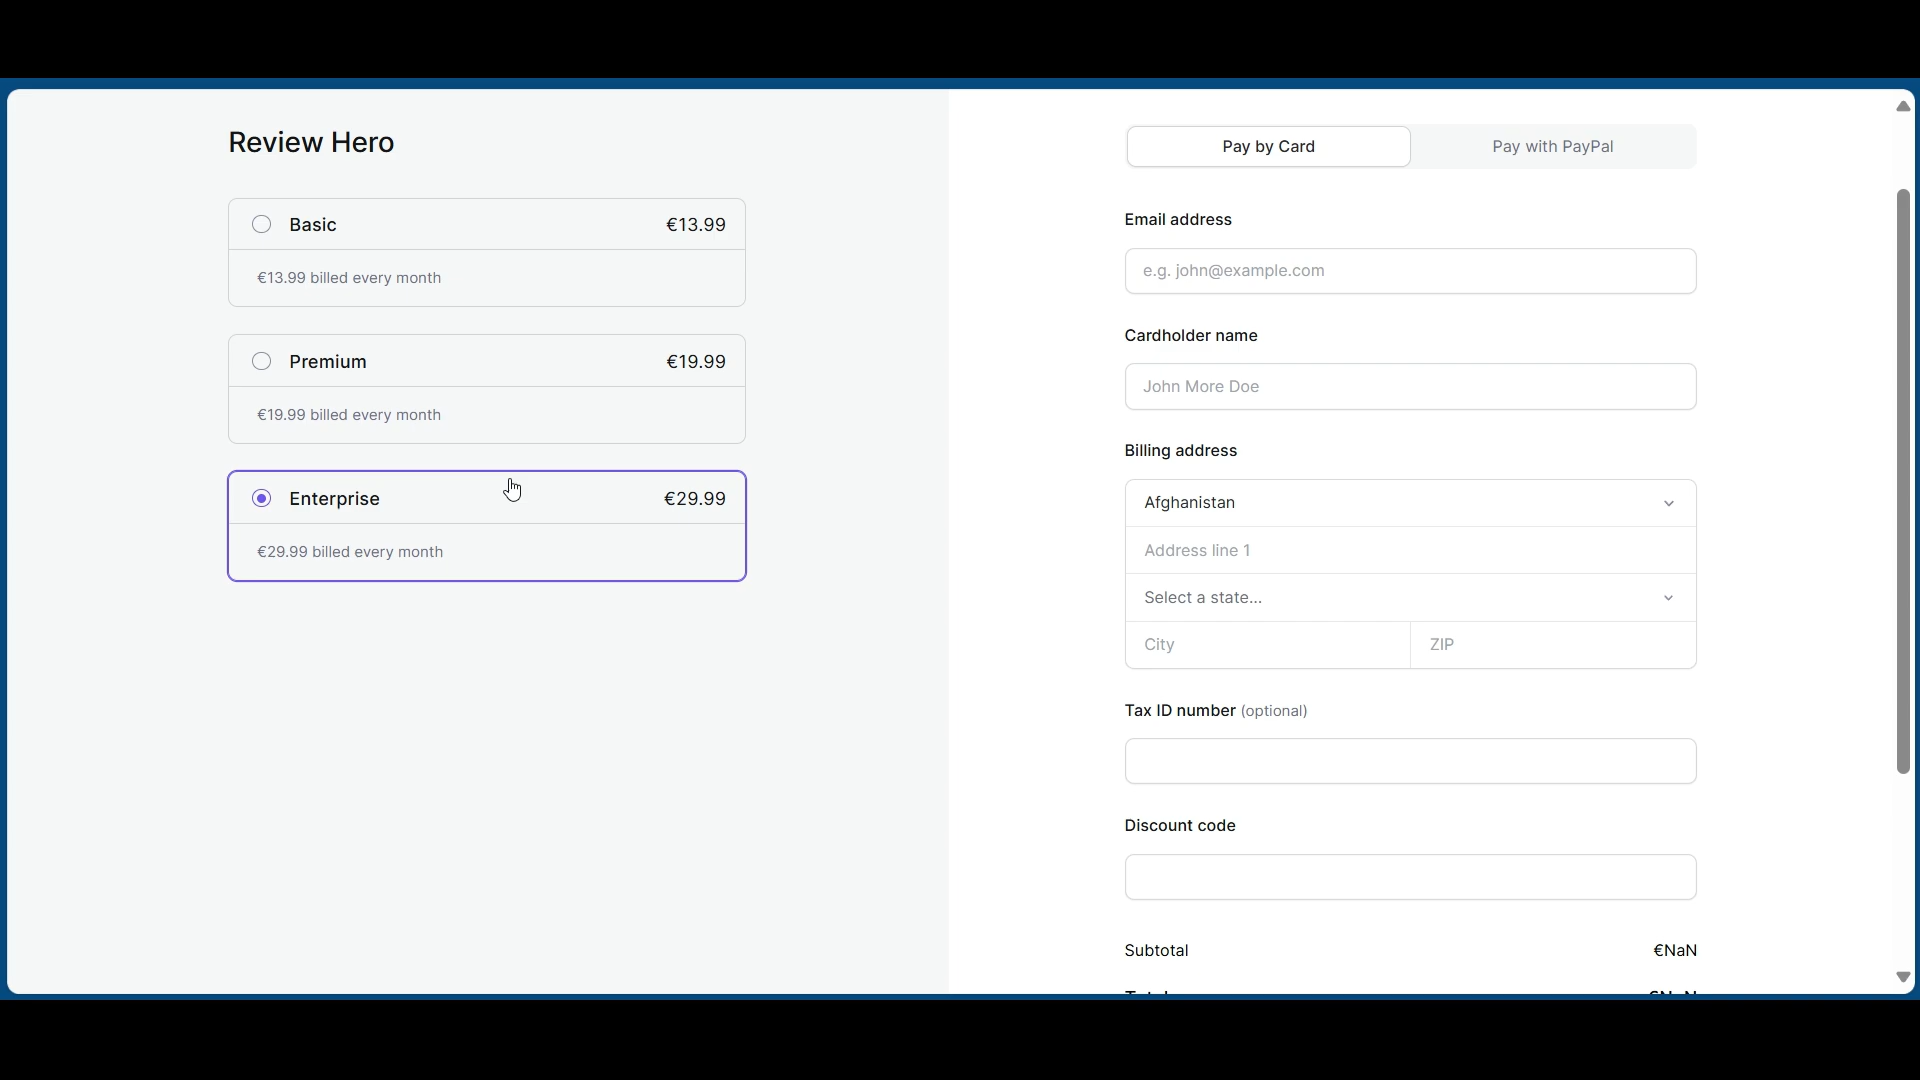 Review Hero
Basic €13.99
€13.99 billed every month
Premium €19.99
€19.99 billed every month
Enterprise €29.99
€29.99 billed every month
Pay by Card Pay with PayPal
Email address
e.g. john@example.com
Cardholder name
John More Doe
Billing address
Afghanistan
Address line 1
Select a state...
City ZIP
Tax ID number (optional)
Discount code
Subtotal €NaN